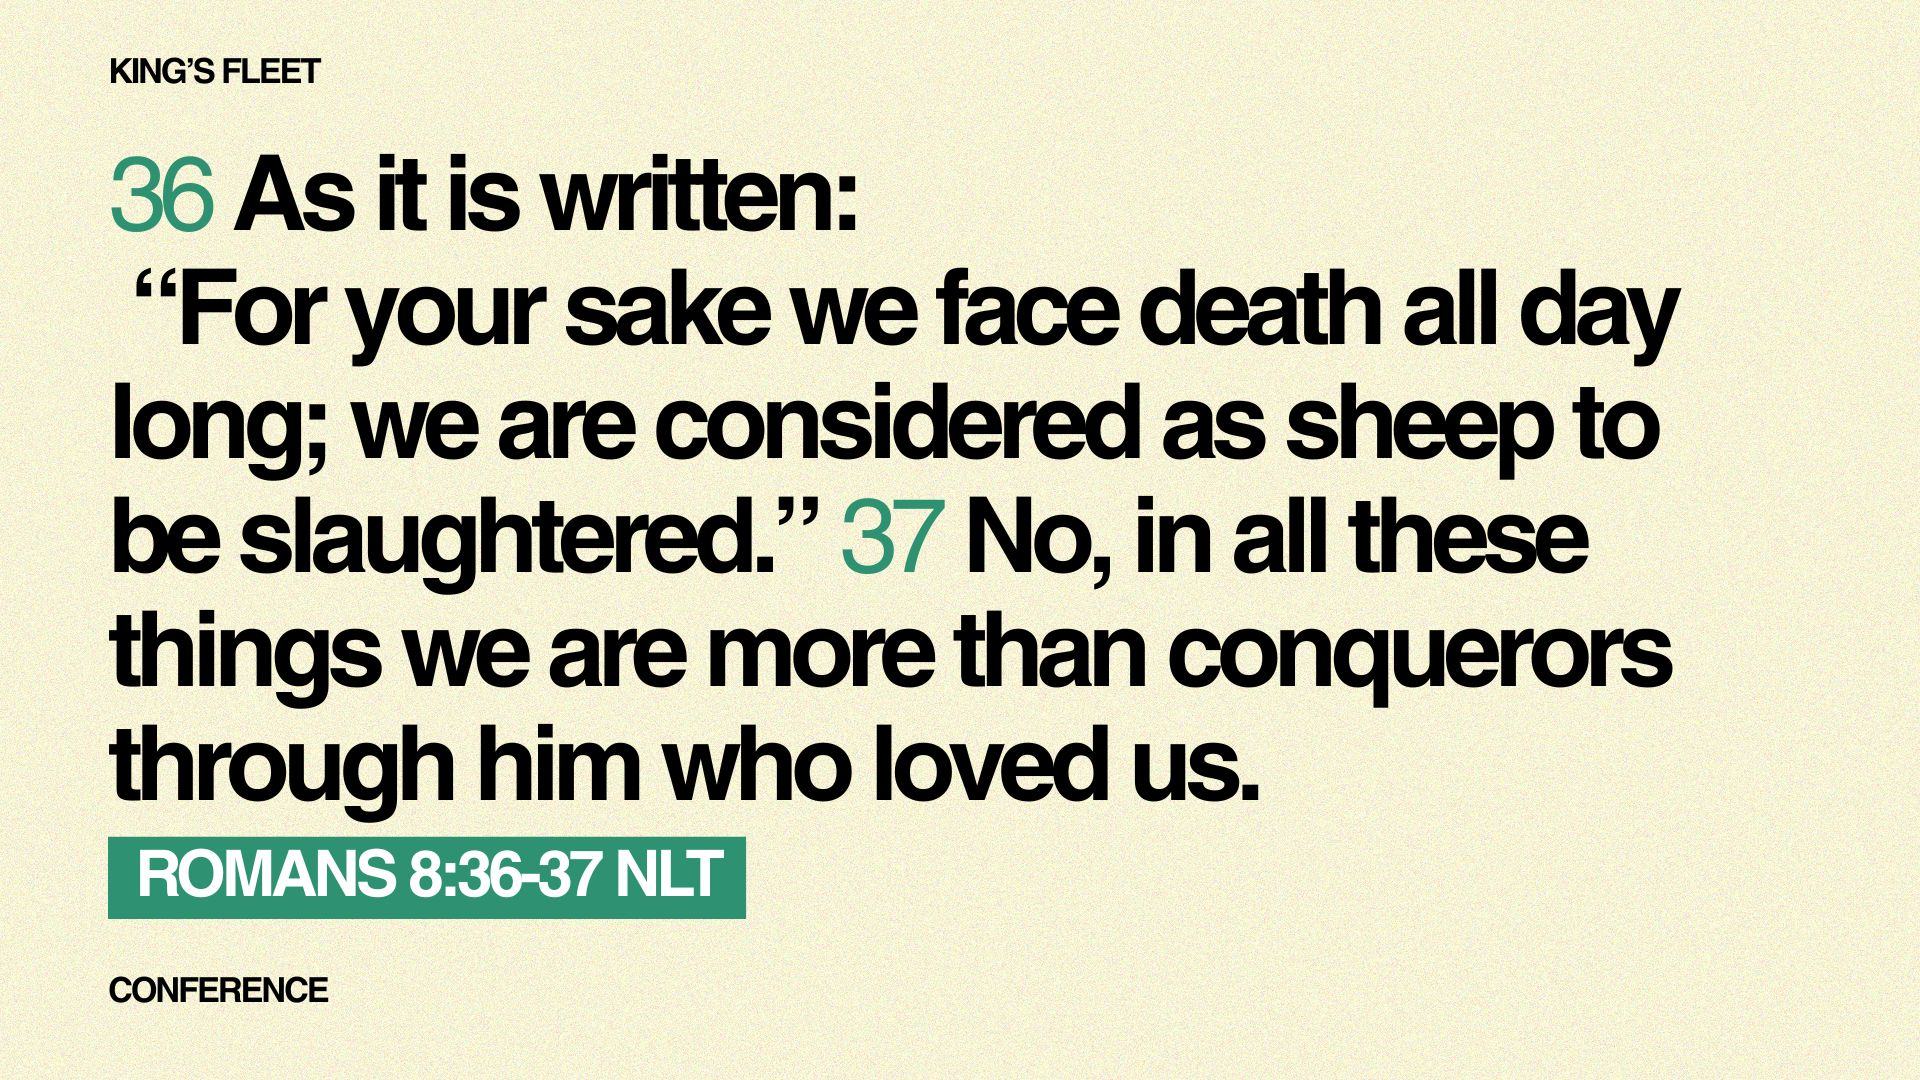 KING’S FLEET
36 As it is written:
“For your sake we face death all day
long; we are considered as sheep to
be slaughtered.” 37 No, in all these
things we are more than conquerors
through him who loved us.
ROMANS 8:36-37 NLT
CONFERENCE